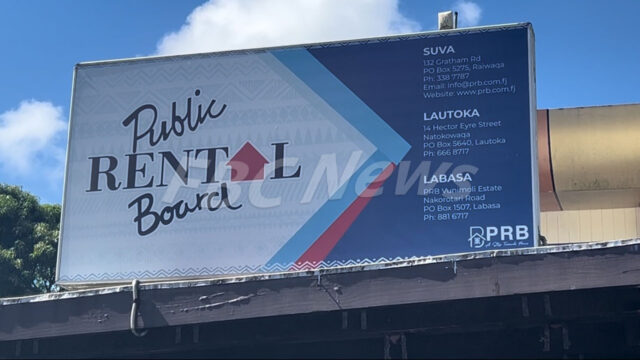 Public
RENTAL
Board
FBC News
SUVA
132 Gratham Rd
PO Box 5275, Raiwaqa
Ph: 338 7787
Email: info@prb.com.fj
Website: www.prb.com.fj
LAUTOKA
14 Hector Eyre Street
Natokowaqa
PO Box 5640, Lautoka
Ph: 666 8717
LABASA
PRB Vunimoli Estate
Nakorotari Road
PO Box 1507, Labasa
Ph: 881 6717
PRB